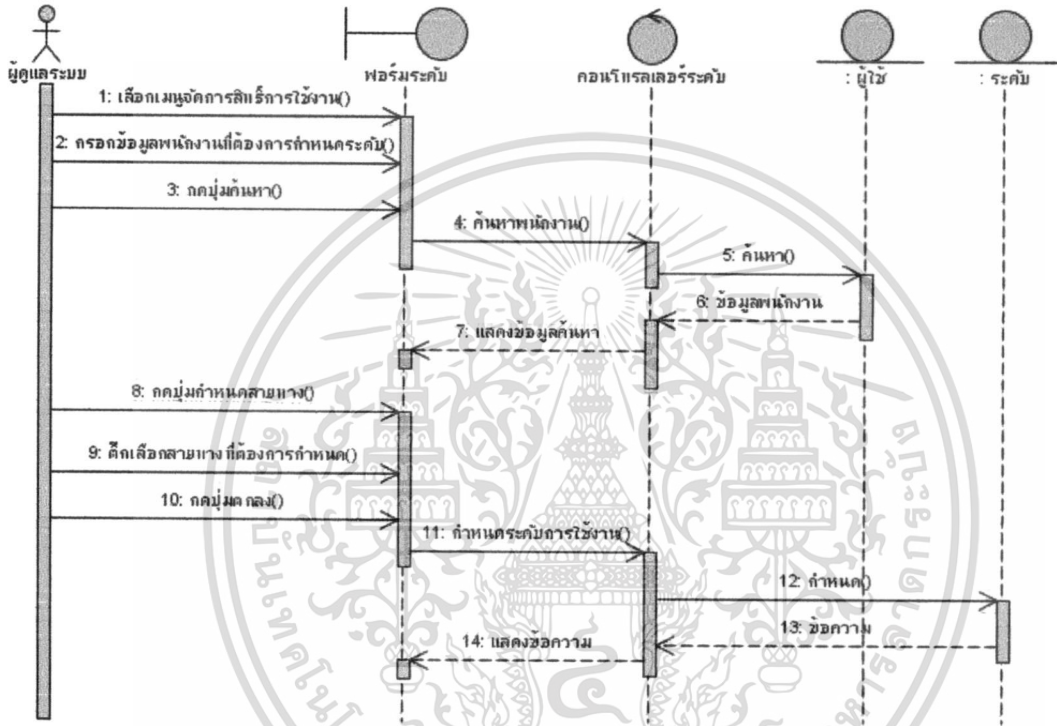 ผู้ดูแลระบบ
ฟอร์มระดับ
คอนโทรลเลอร์ระดับ
: ผู้ใช้
: ระดับ
1: เลือกเมนูจัดการสิทธิ์การใช้งาน()
2: กรอกข้อมูลพนักงานที่ต้องการกำหนดระดับ()
3: กดปุ่มค้นหา()
4: ค้นหาพนักงาน()
5: ค้นหา()
6: ข้อมูลพนักงาน
7: แสดงข้อมูลค้นหา
8: กดปุ่มกำหนดสายทาง()
9: ติ๊กเลือกสายทางที่ต้องการกำหนด()
10: กดปุ่มตกลง()
11: กำหนดระดับการใช้งาน()
12: กำหนด()
13: ข้อความ
14: แสดงข้อความ